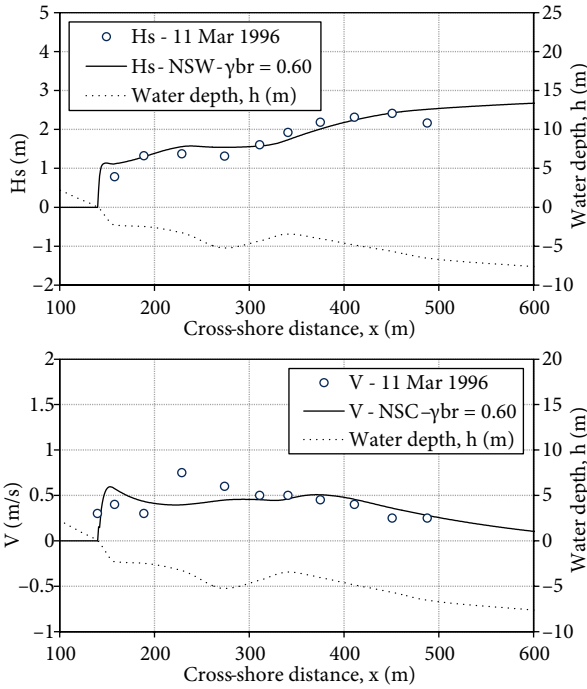 5
4
3
2
1
0
−1
−2
Hs (m)
Hs - 11 Mar 1996
Hs - NSW - γbr = 0.60
Water depth, h (m)
25
20
15
10
5
0
−5
−10
Water depth, h (m)
100 200 300 400 500 600
Cross-shore distance, x (m)
2
1.5
1
0.5
0
−0.5
−1
V (m/s)
V - 11 Mar 1996
V - NSC – γbr = 0.60
Water depth, h (m)
20
15
10
5
0
−5
−10
Water depth, h (m)
100 200 300 400 500 600
Cross-shore distance, x (m)